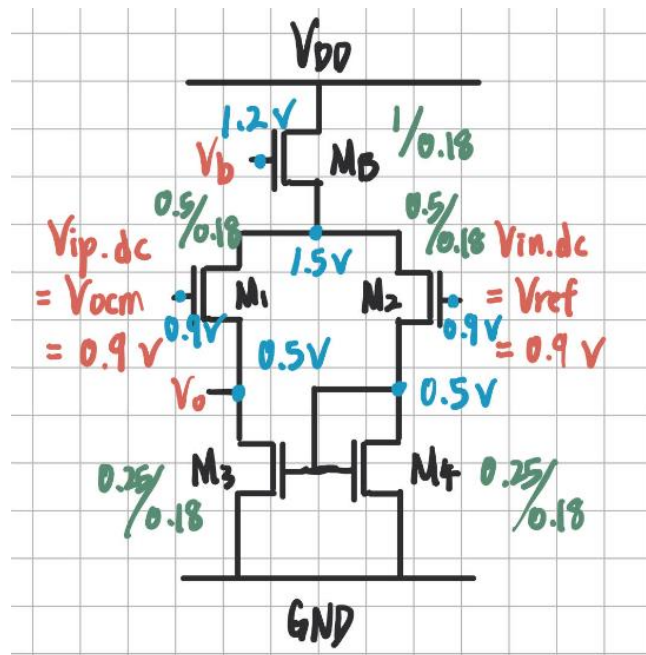 VDD
1.2V
1/0.18
Vb
MB
0.5/0.18
0.5/0.18
Vip.dc
= Vocm
= 0.9 V
1.5V
Vin.dc
= Vref
= 0.9 V
M1
M2
0.9V
0.9V
0.5V
Vo
0.5V
M3
M4
0.25/0.18
0.25/0.18
GND